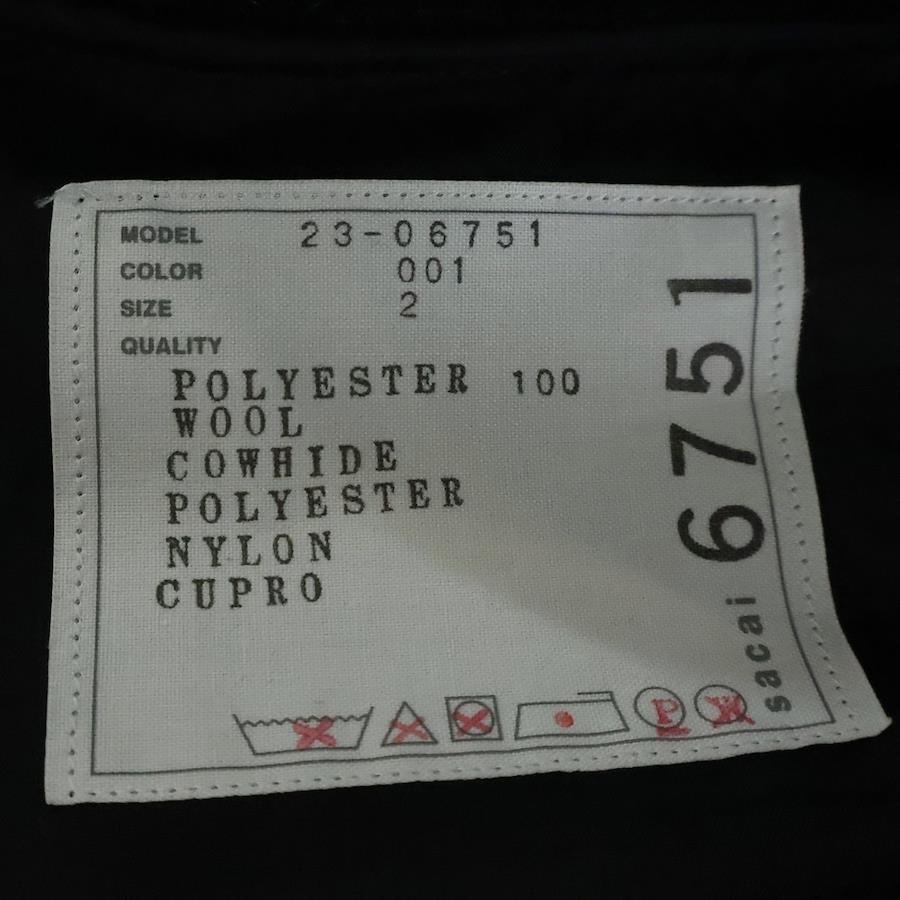 MODEL 23-06751
COLOR 001
SIZE 2
QUALITY
POLYESTER 100
WOOL
COWHIDE
POLYESTER
NYLON
CUPRO
P W
sacai 6751